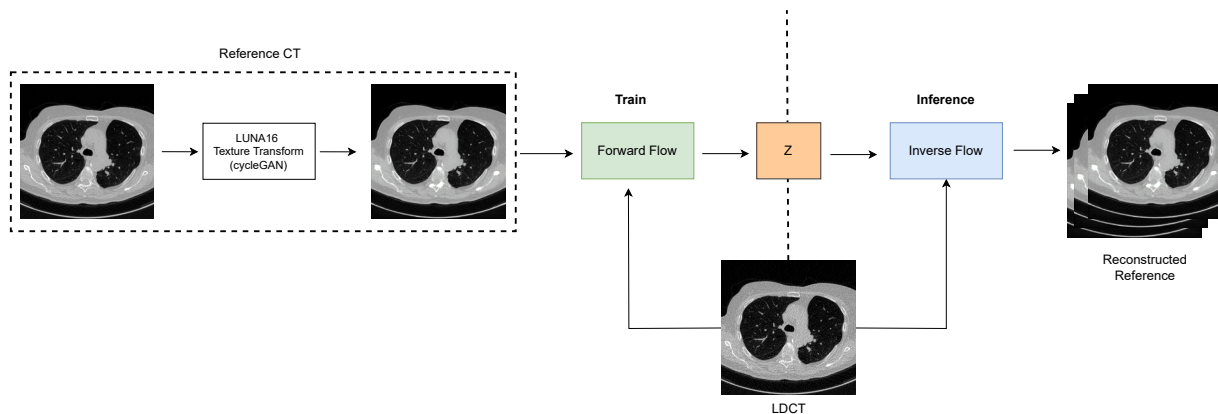 Reference CT
LUNA16
Texture Transform
(cycleGAN)
Train
Forward Flow
Z
Inference
Inverse Flow
Reconstructed
Reference
LDCT